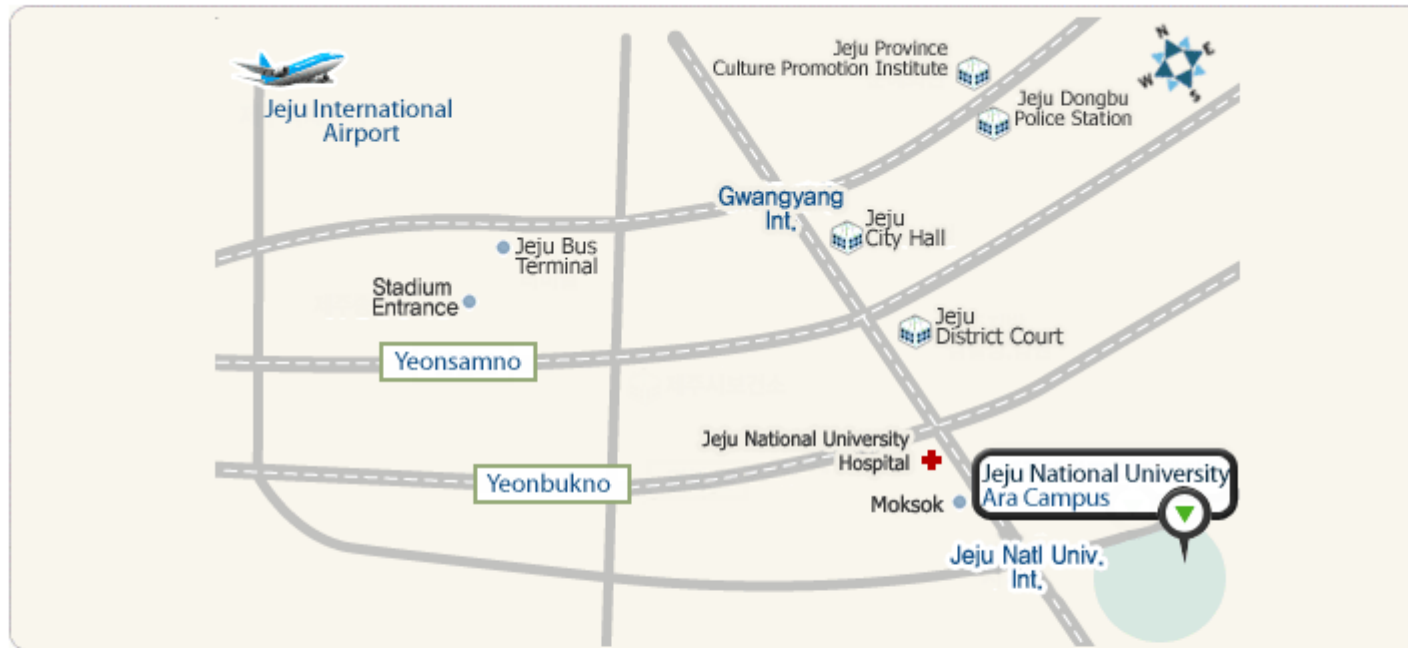 Jeju International
Airport
Jeju Province
Culture Promotion Institute
N
E
W
S
Jeju Dongbu
Police Station
Gwangyang
Int.
Jeju
City Hall
Jeju Bus
Terminal
Stadium
Entrance
Jeju
District Court
Yeonsamno
Jeju National University
Hospital
Yeonbukno
Jeju National University
Ara Campus
Moksok
Jeju Natl Univ.
Int.